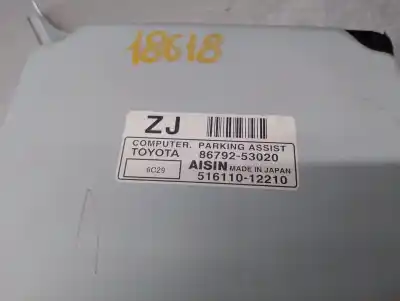 18618
ZJ
COMPUTER. PARKING ASSIST
TOYOTA 86792-53020
6C29 AISIN MADE IN JAPAN
516110-12210